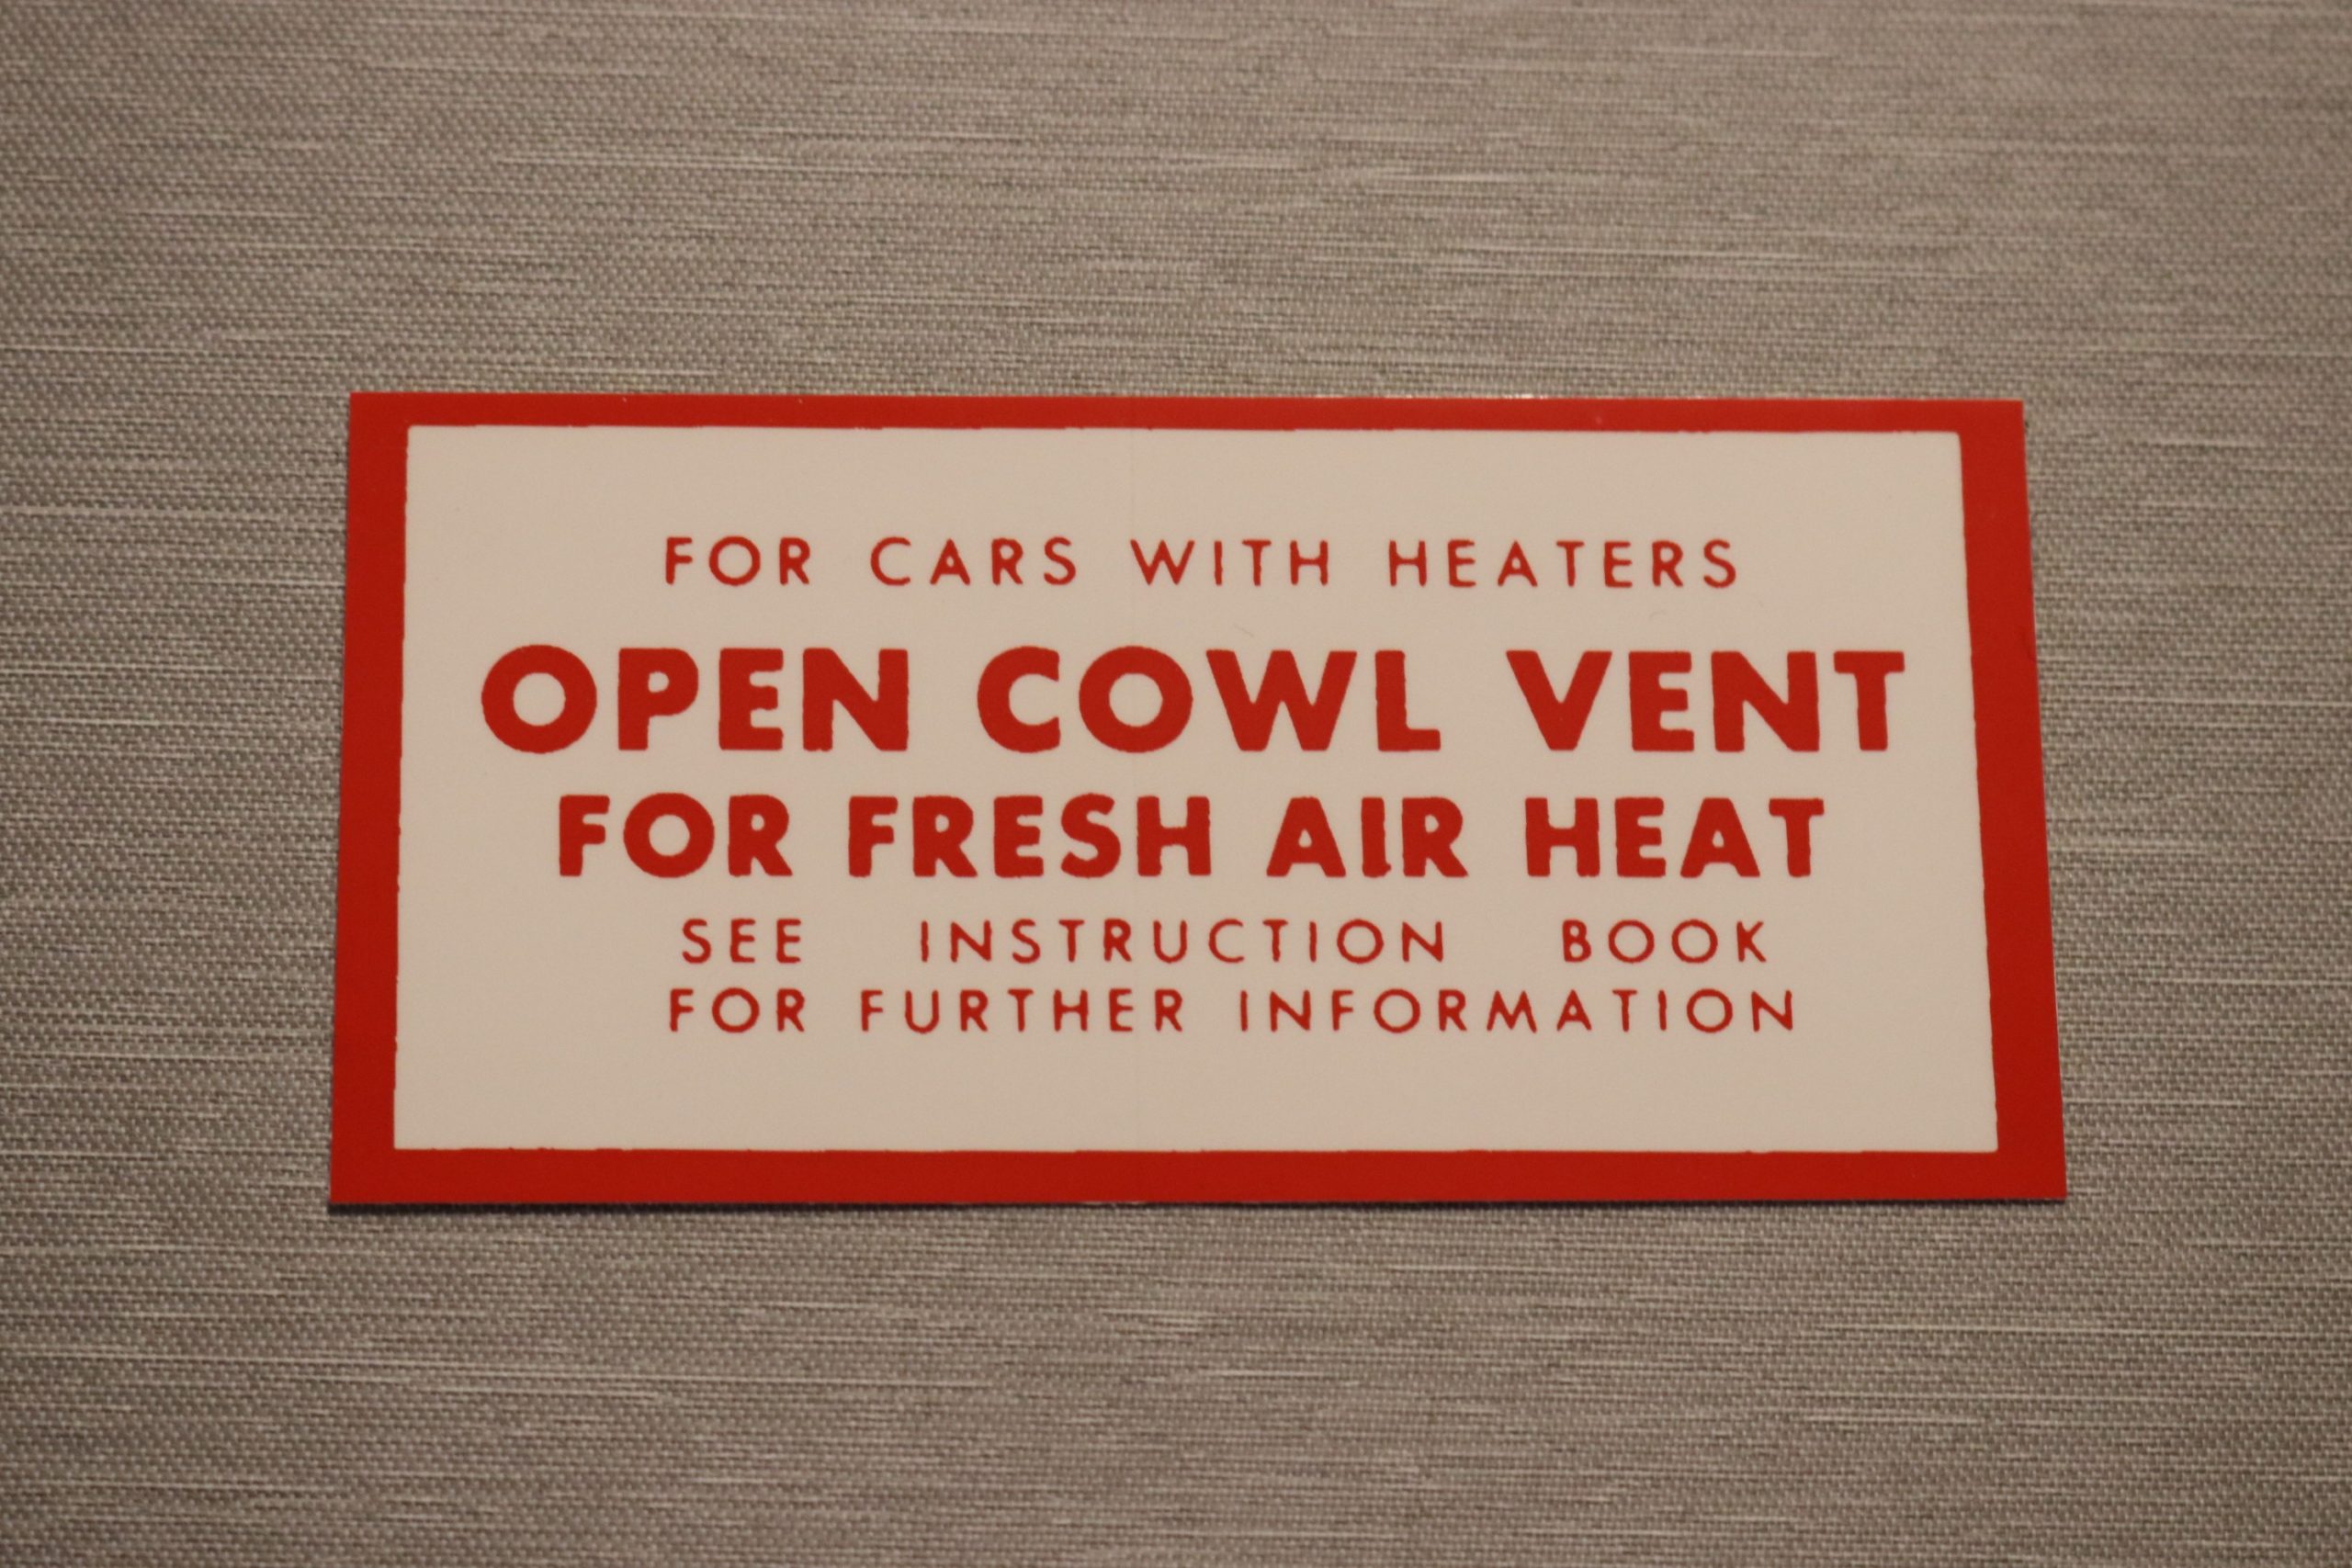 FOR CARS WITH HEATERS
OPEN COWL VENT
FOR FRESH AIR HEAT
SEE INSTRUCTION BOOK
FOR FURTHER INFORMATION